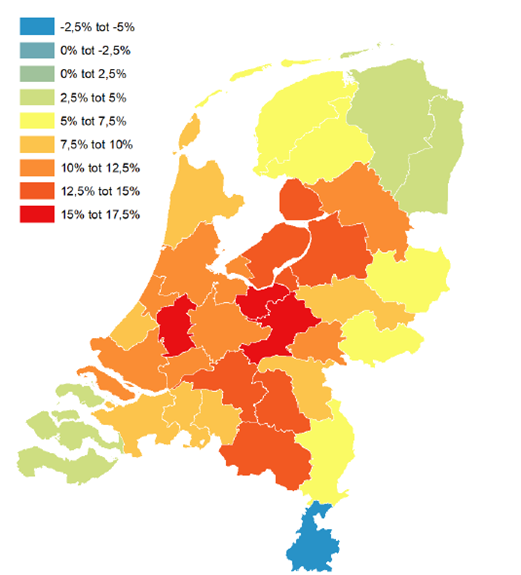 -2,5% tot -5%
0% tot -2,5%
0% tot 2,5%
2,5% tot 5%
5% tot 7,5%
7,5% tot 10%
10% tot 12,5%
12,5% tot 15%
15% tot 17,5%